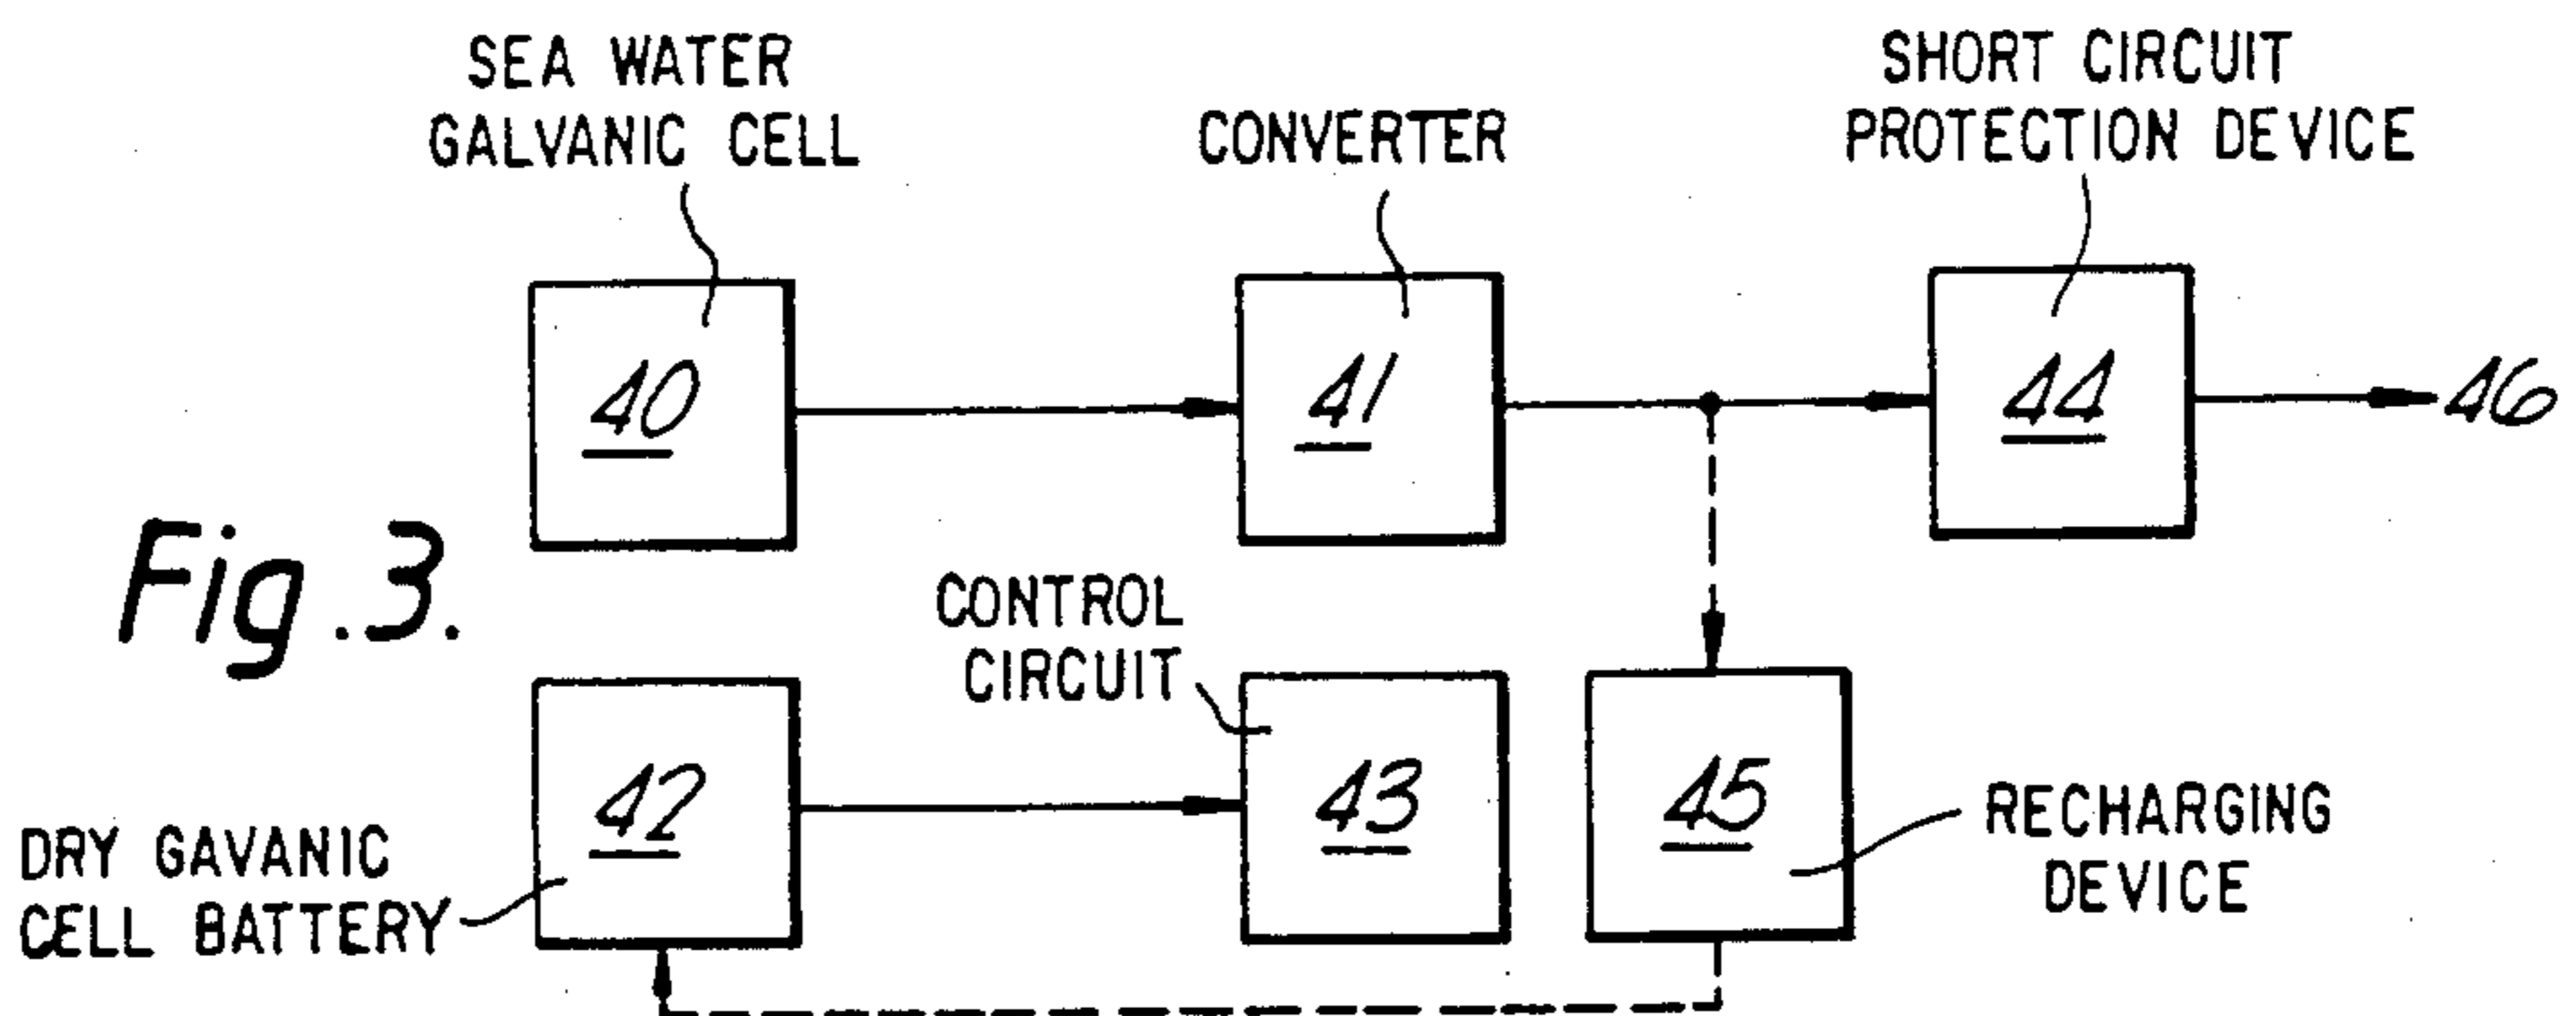 SEA WATER
GALVANIC CELL
CONVERTER
SHORT CIRCUIT
PROTECTION DEVICE
40
41
44
46
Fig.3.
CONTROL
CIRCUIT
42
43
45
DRY GAVANIC
CELL BATTERY
RECHARGING
DEVICE